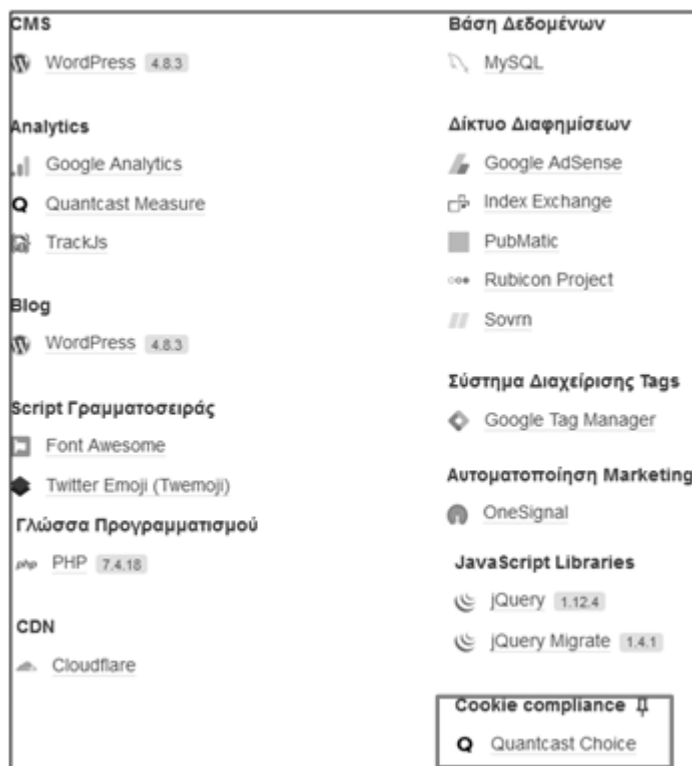 CMS
WordPress 4.8.3
Analytics
Google Analytics
Quantcast Measure
TrackJs
Blog
WordPress 4.8.3
Script Γραμματοσειράς
Font Awesome
Twitter Emoji (Twemoji)
Γλώσσα Προγραμματισμού
php PHP 7.4.18
CDN
Cloudflare
Βάση Δεδομένων
MySQL
Δίκτυο Διαφημίσεων
Google AdSense
Index Exchange
PubMatic
Rubicon Project
Sovrn
Σύστημα Διαχείρισης Tags
Google Tag Manager
Αυτοματοποίηση Marketing
OneSignal
JavaScript Libraries
jQuery 1.12.4
jQuery Migrate 1.4.1
Cookie compliance
Quantcast Choice